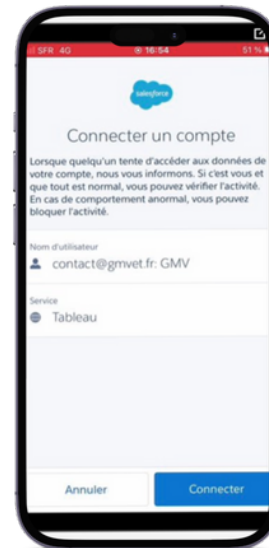 SFR 4G 16:54 51 %
salesforce
Connecter un compte
Lorsque quelqu'un tente d'accéder aux données de
votre compte, nous vous informons. Si c'est vous et
que tout est normal, vous pouvez vérifier l'activité.
En cas de comportement anormal, vous pouvez
bloquer l'activité.
Nom d'utilisateur
contact@gmvet.fr: GMV
Service
Tableau
Annuler Connecter